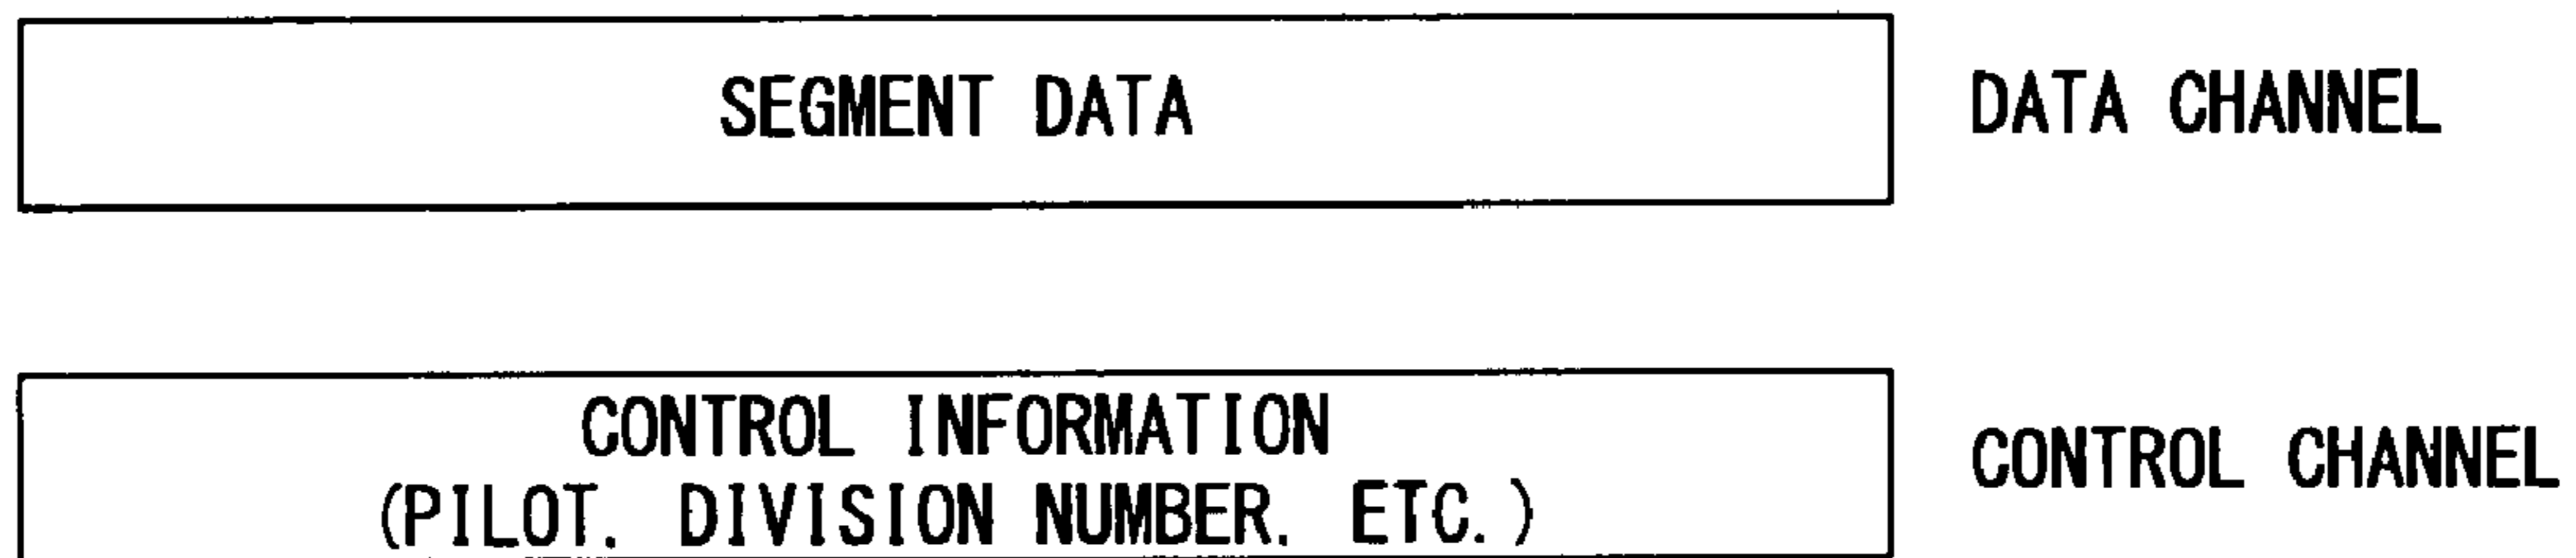 SEGMENT DATA
DATA CHANNEL
CONTROL INFORMATION
(PILOT. DIVISION NUMBER. ETC.)
CONTROL CHANNEL